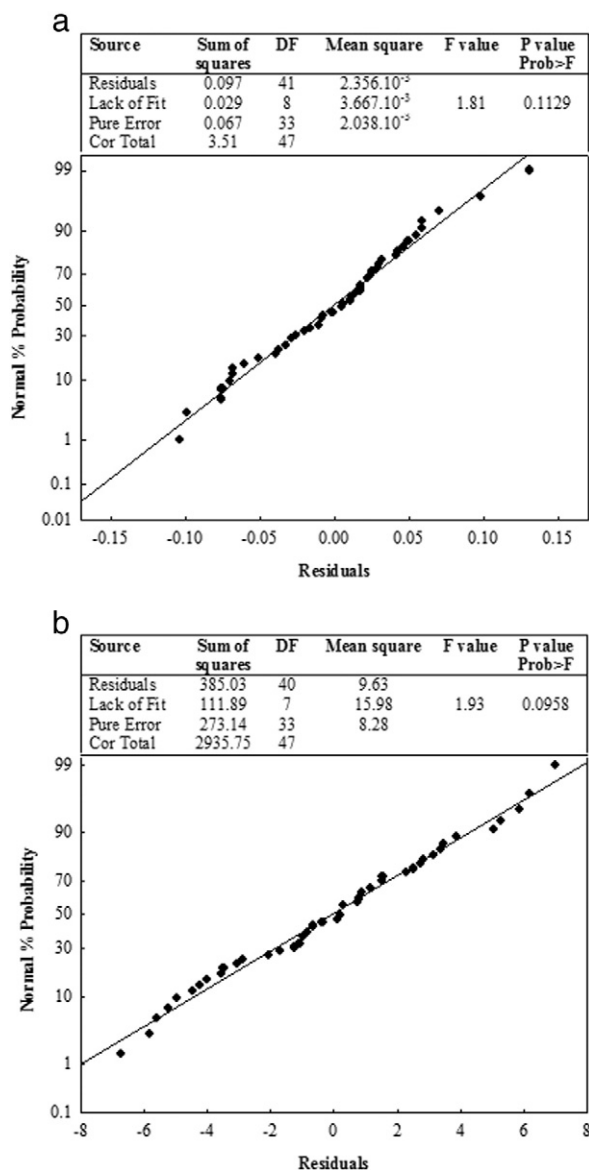 a
Source Sum of squares DF Mean square F value P value Prob>F
Residuals 0.097 41 2.356.10⁻³
Lack of Fit 0.029 8 3.667.10⁻³ 1.81 0.1129
Pure Error 0.067 33 2.038.10⁻³
Cor Total 3.51 47
99
90
70
50
30
10
1
0.1
0.01
Normal % Probability
-0.15 -0.10 -0.05 0.00 0.05 0.10 0.15
Residuals
b
Source Sum of squares DF Mean square F value P value Prob>F
Residuals 385.03 40 9.63
Lack of Fit 111.89 7 15.98 1.93 0.0958
Pure Error 273.14 33 8.28
Cor Total 2935.75 47
99
90
70
50
30
10
1
0.1
Normal % Probability
-8 -6 -4 -2 0 2 4 6 8
Residuals